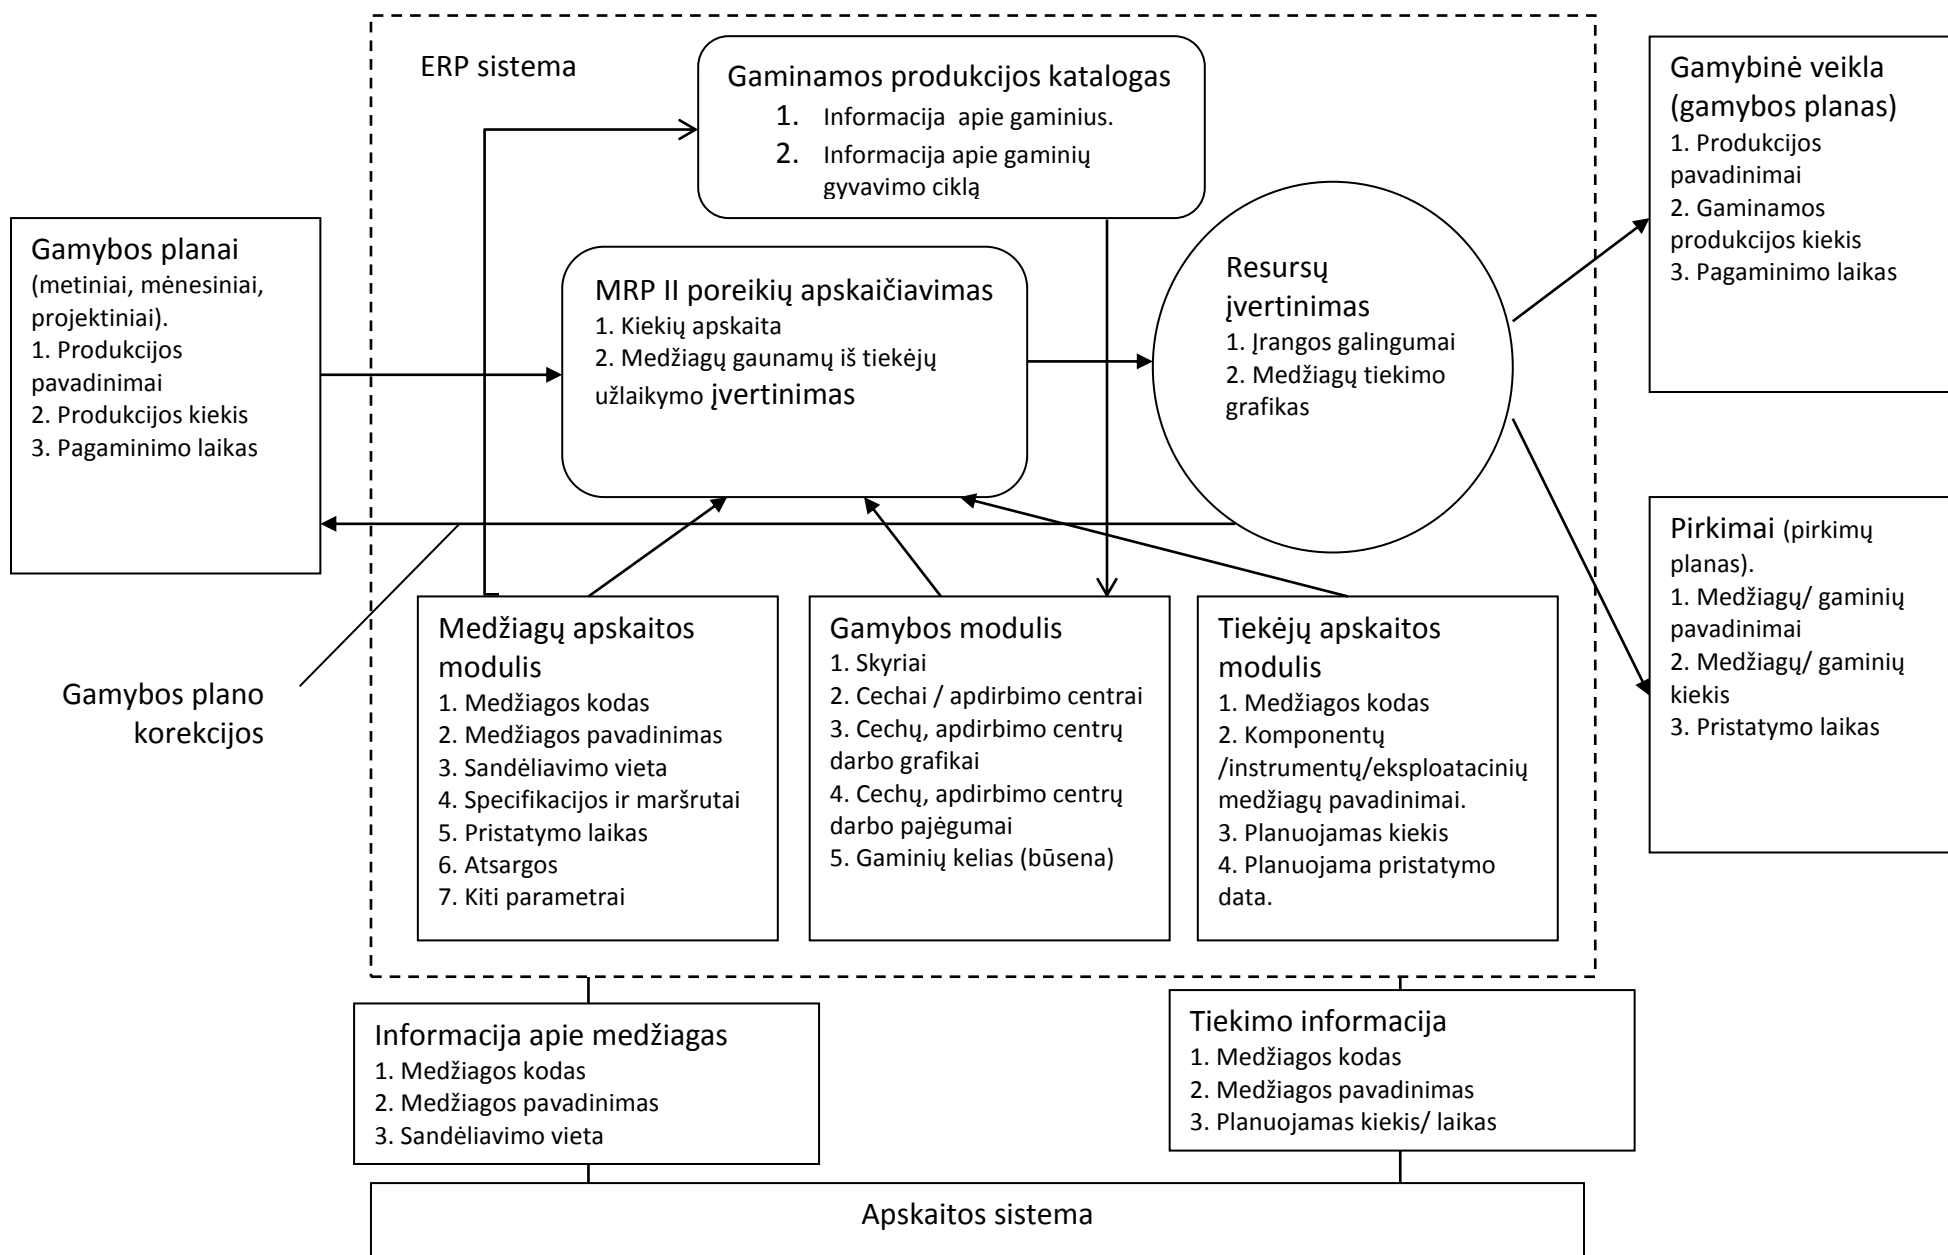 ERP sistema
Gaminamos produkcijos katalogas
1. Informacija apie gaminius.
2. Informacija apie gaminių
gyvavimo ciklą
Gamybinė veikla
(gamybos planas)
1. Produkcijos
pavadinimai
2. Gaminamos
produkcijos kiekis
3. Pagaminimo laikas
Gamybos planai
(metiniai, mėnesiniai,
projektiniai).
1. Produkcijos
pavadinimai
2. Produkcijos kiekis
3. Pagaminimo laikas
MRP II poreikių apskaičiavimas
1. Kiekių apskaita
2. Medžiagų gaunamų iš tiekėjų
užlaikymo įvertinimas
Resursų
įvertinimas
1. Įrangos galingumai
2. Medžiagų tiekimo
grafikas
Pirkimai (pirkimų
planas).
1. Medžiagų/ gaminių
pavadinimai
2. Medžiagų/ gaminių
kiekis
3. Pristatymo laikas
Gamybos plano
korekcijos
Medžiagų apskaitos
modulis
1. Medžiagos kodas
2. Medžiagos pavadinimas
3. Sandėliavimo vieta
4. Specifikacijos ir maršrutai
5. Pristatymo laikas
6. Atsargos
7. Kiti parametrai
Gamybos modulis
1. Skyriai
2. Cechai / apdirbimo centrai
3. Cechų, apdirbimo centrų
darbo grafikai
4. Cechų, apdirbimo centrų
darbo pajėgumai
5. Gaminių kelias (būsena)
Tiekėjų apskaitos
modulis
1. Medžiagos kodas
2. Komponentų
/instrumentų/eksploatacinių
medžiagų pavadinimai.
3. Planuojamas kiekis
4. Planuojama pristatymo
data.
Informacija apie medžiagas
1. Medžiagos kodas
2. Medžiagos pavadinimas
3. Sandėliavimo vieta
Tiekimo informacija
1. Medžiagos kodas
2. Medžiagos pavadinimas
3. Planuojamas kiekis/ laikas
Apskaitos sistema